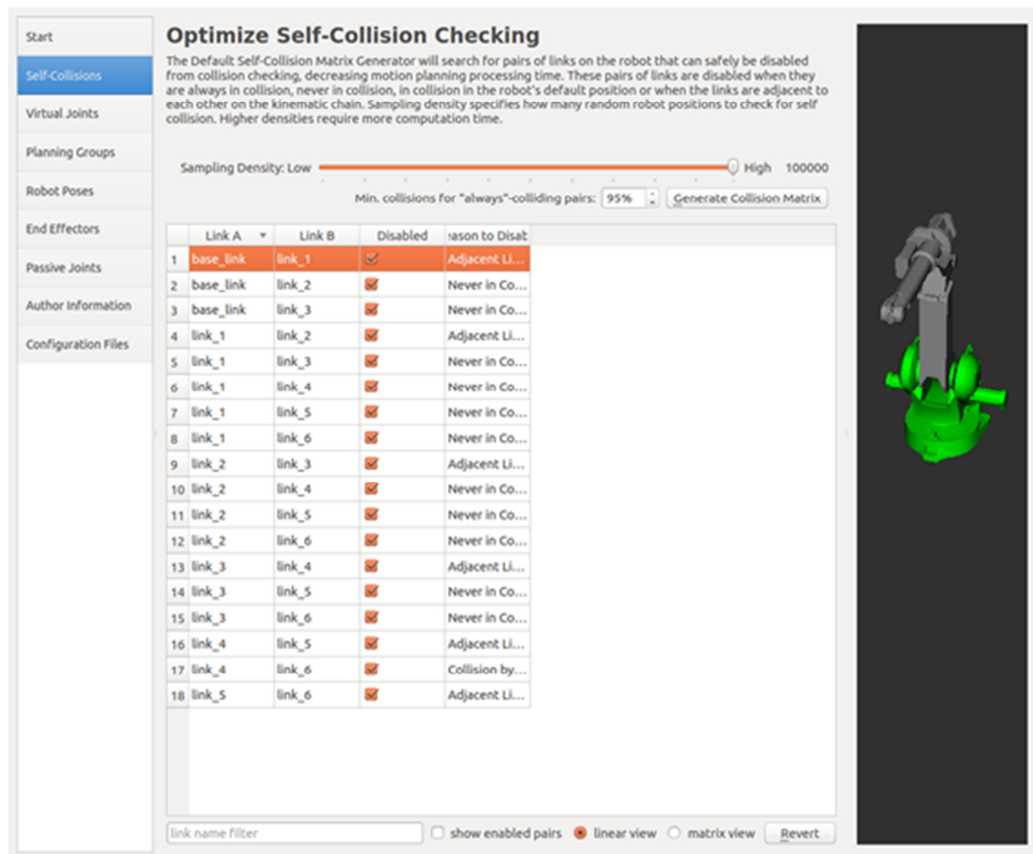 Start
Self-Collisions
Virtual Joints
Planning Groups
Robot Poses
End Effectors
Passive Joints
Author Information
Configuration Files
Optimize Self-Collision Checking
The Default Self-Collision Matrix Generator will search for pairs of links on the robot that can safely be disabled
from collision checking, decreasing motion planning processing time. These pairs of links are disabled when they
are always in collision, never in collision, in collision in the robot's default position or when the links are adjacent to
each other on the kinematic chain. Sampling density specifies how many random robot positions to check for self
collision. Higher densities require more computation time.
Sampling Density: Low High 100000
Min. collisions for "always"-colliding pairs: 95% Generate Collision Matrix
Link A Link B Disabled ason to Disat
1 base_link link_1 Adjacent Li...
2 base_link link_2 Never in Co...
3 base_link link_3 Never in Co...
4 link_1 link_2 Adjacent Li...
5 link_1 link_3 Never in Co...
6 link_1 link_4 Never in Co...
7 link_1 link_5 Never in Co...
8 link_1 link_6 Never in Co...
9 link_2 link_3 Adjacent Li...
10 link_2 link_4 Never in Co...
11 link_2 link_5 Never in Co...
12 link_2 link_6 Never in Co...
13 link_3 link_4 Adjacent Li...
14 link_3 link_5 Never in Co...
15 link_3 link_6 Never in Co...
16 link_4 link_5 Adjacent Li...
17 link_4 link_6 Collision by...
18 link_5 link_6 Adjacent Li...
link name filter show enabled pairs linear view matrix view Revert